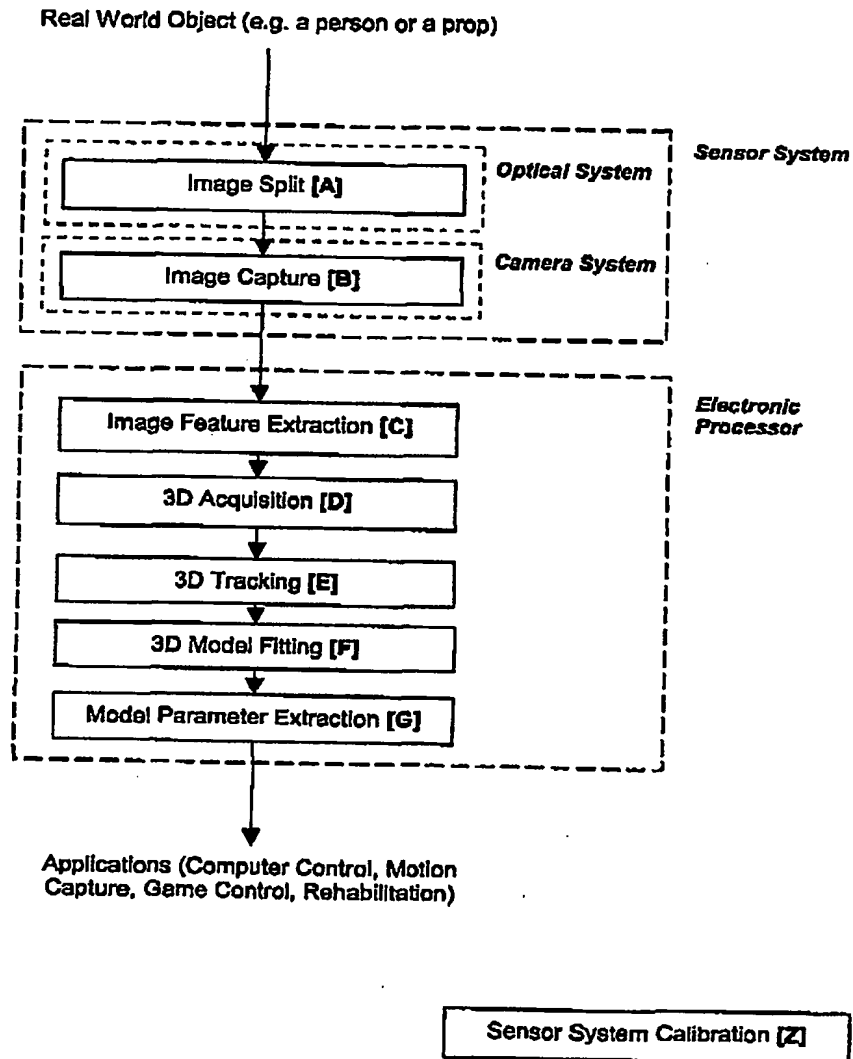 Real World Object (e.g. a person or a prop)
Sensor System
Optical System
Image Split [A]
Camera System
Image Capture [B]
Electronic
Processor
Image Feature Extraction [C]
3D Acquisition [D]
3D Tracking [E]
3D Model Fitting [F]
Model Parameter Extraction [G]
Applications (Computer Control, Motion
Capture, Game Control, Rehabilitation)
Sensor System Calibration [Z]